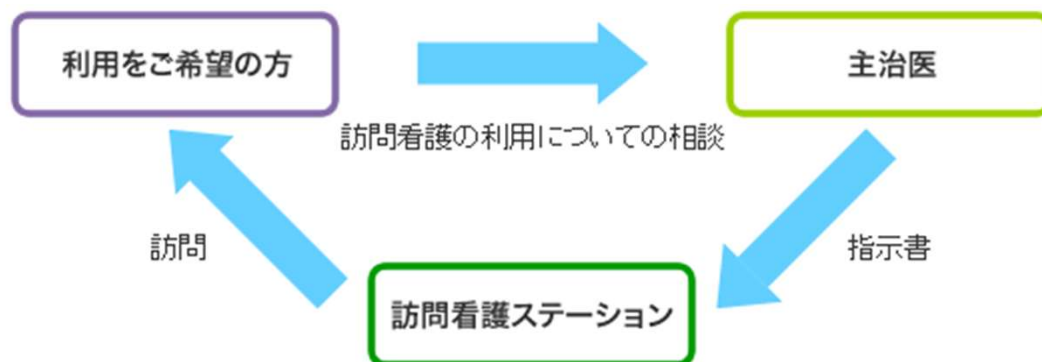 利用をご希望の方
主治医
訪問看護の利用についての相談
訪問
指示書
訪問看護ステーション